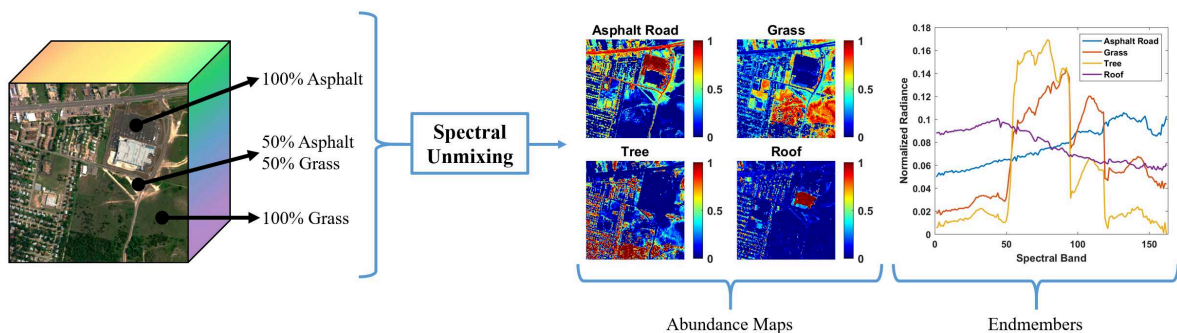 100% Asphalt
50% Asphalt
50% Grass
100% Grass
Spectral
Unmixing
Asphalt Road
1
0.5
0
Grass
1
0.5
0
Tree
1
0.5
0
Roof
1
0.5
0
Abundance Maps
Normalized Radiance
0.18
0.16
0.14
0.12
0.1
0.08
0.06
0.04
0.02
0
0
50
100
150
Spectral Band
Asphalt Road
Grass
Tree
Roof
Endmembers